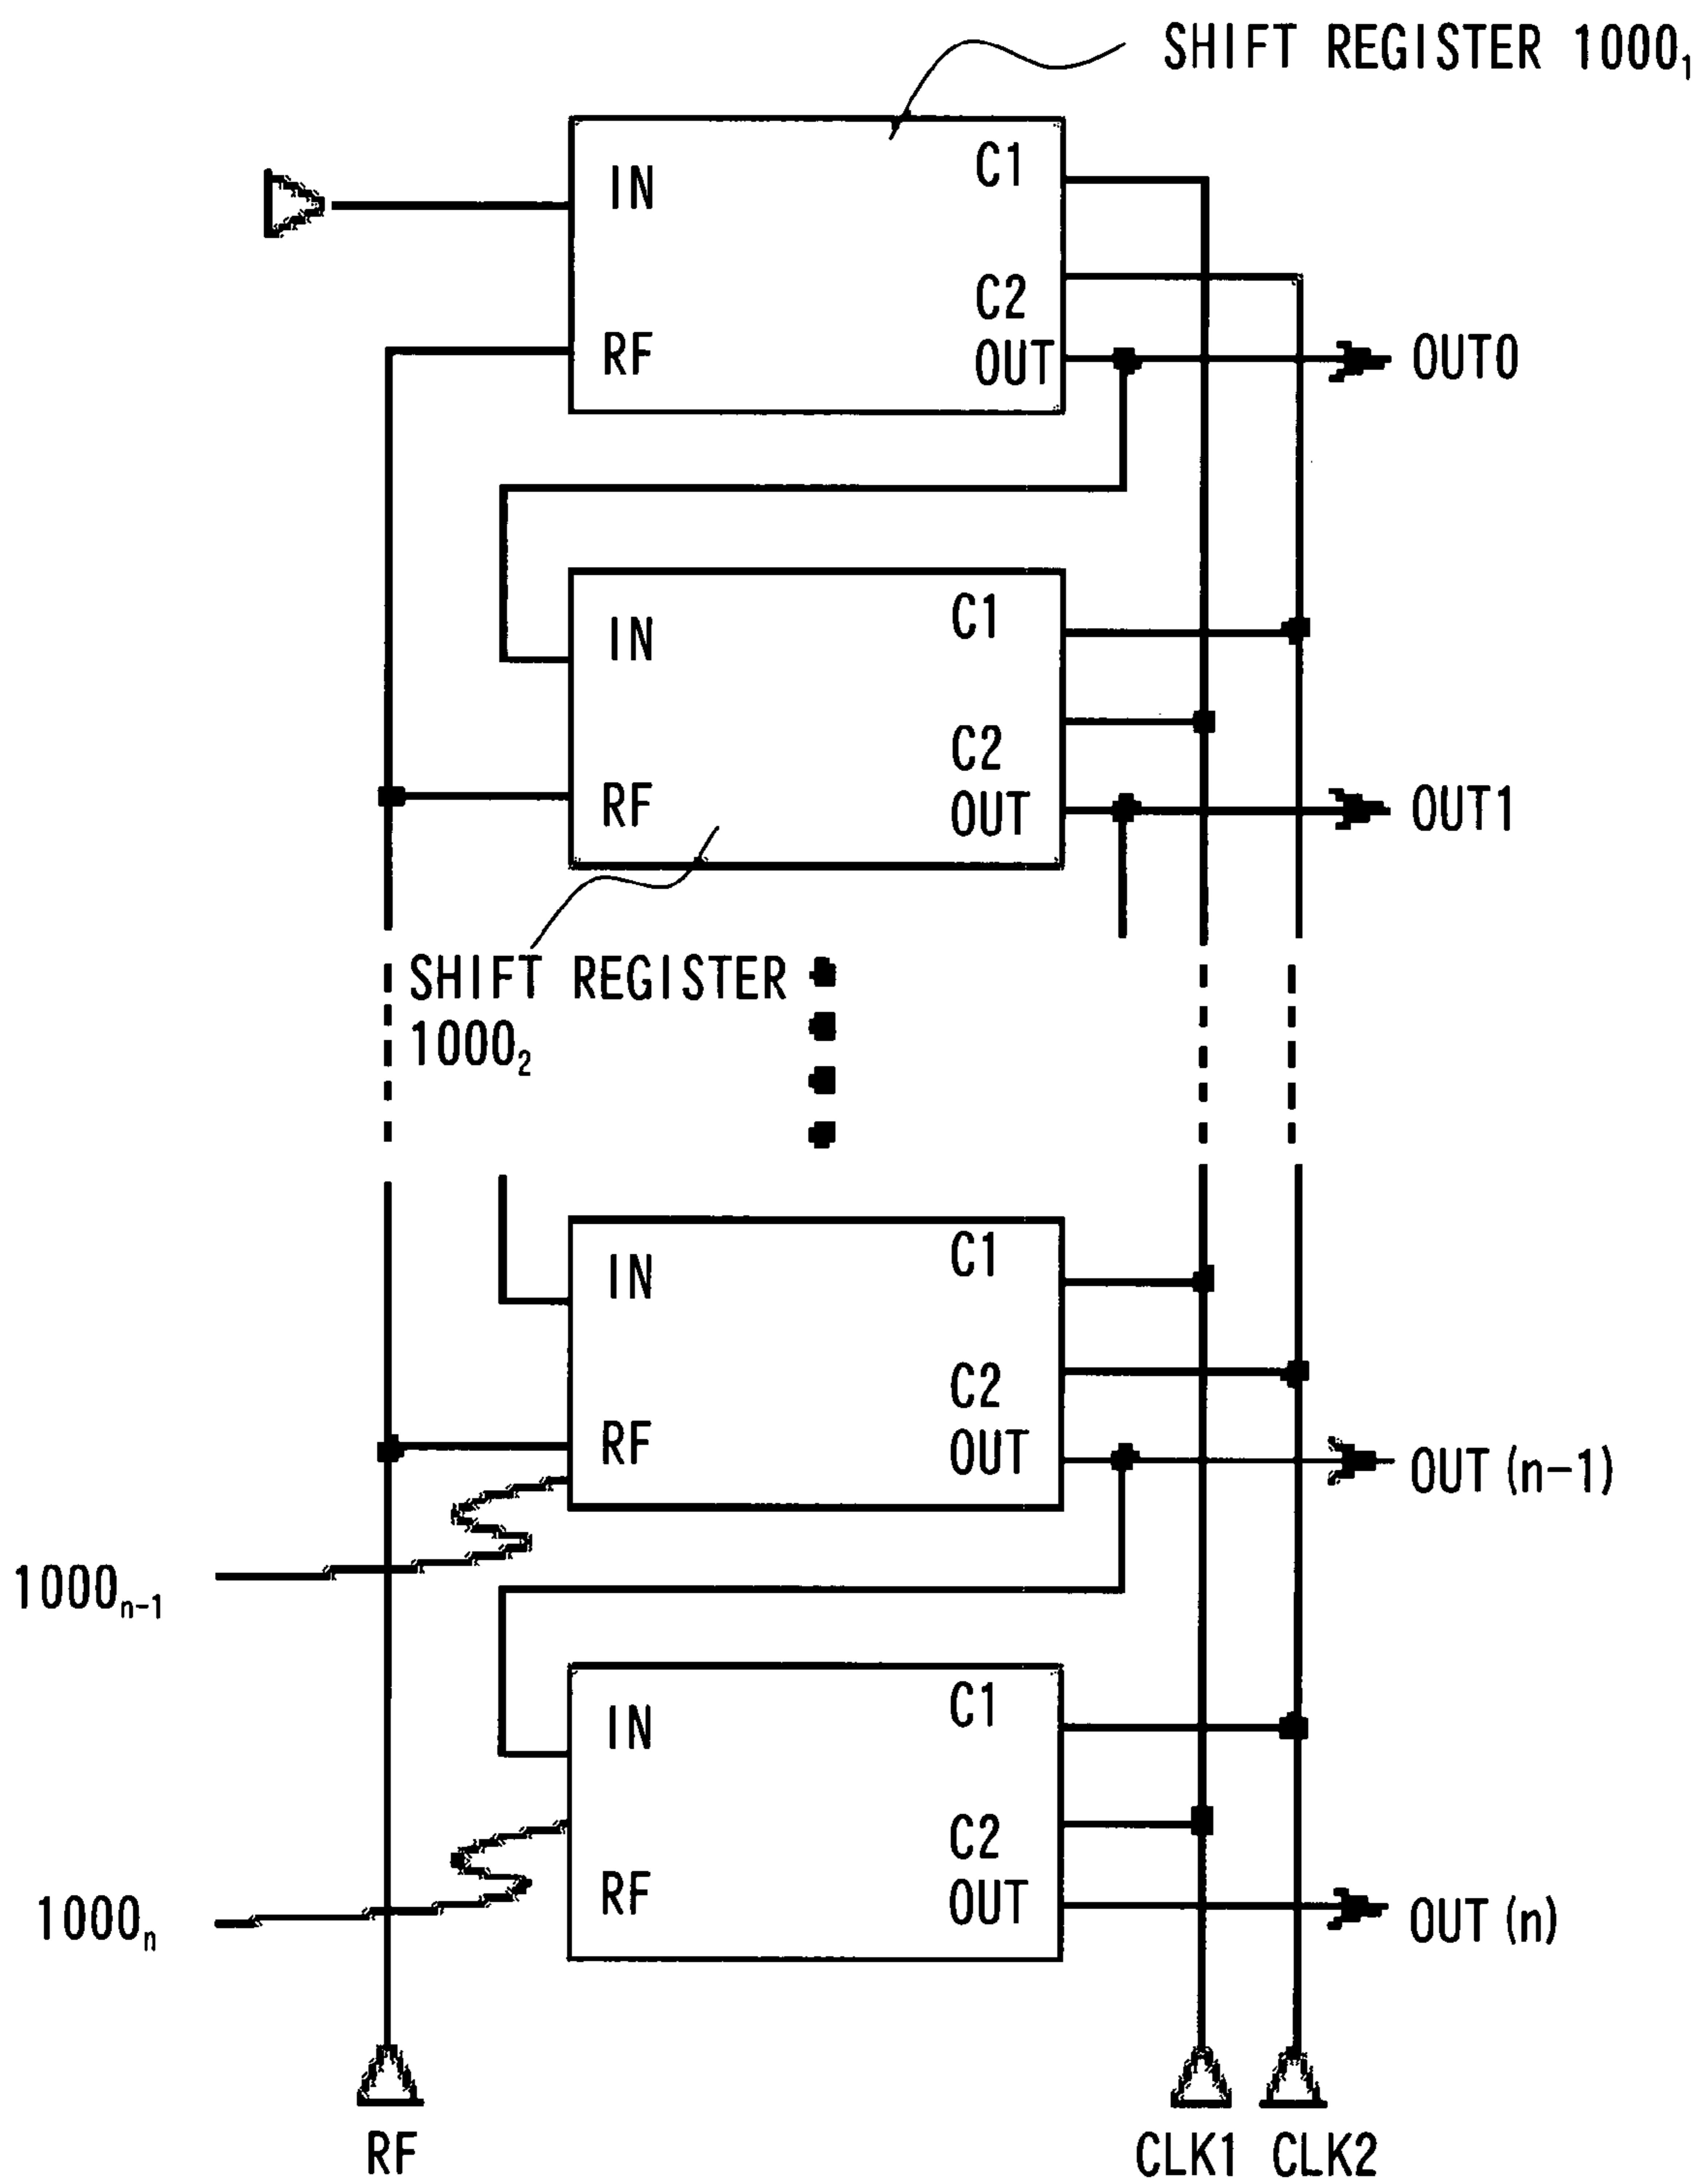 SHIFT REGISTER 1000₁
IN
C1
C2
RF
OUT
OUT0
IN
C1
C2
RF
OUT
OUT1
SHIFT REGISTER
1000₂
IN
C1
C2
RF
OUT
OUT (n-1)
1000ₙ₋₁
IN
C1
C2
RF
OUT
OUT (n)
1000ₙ
RF
CLK1
CLK2